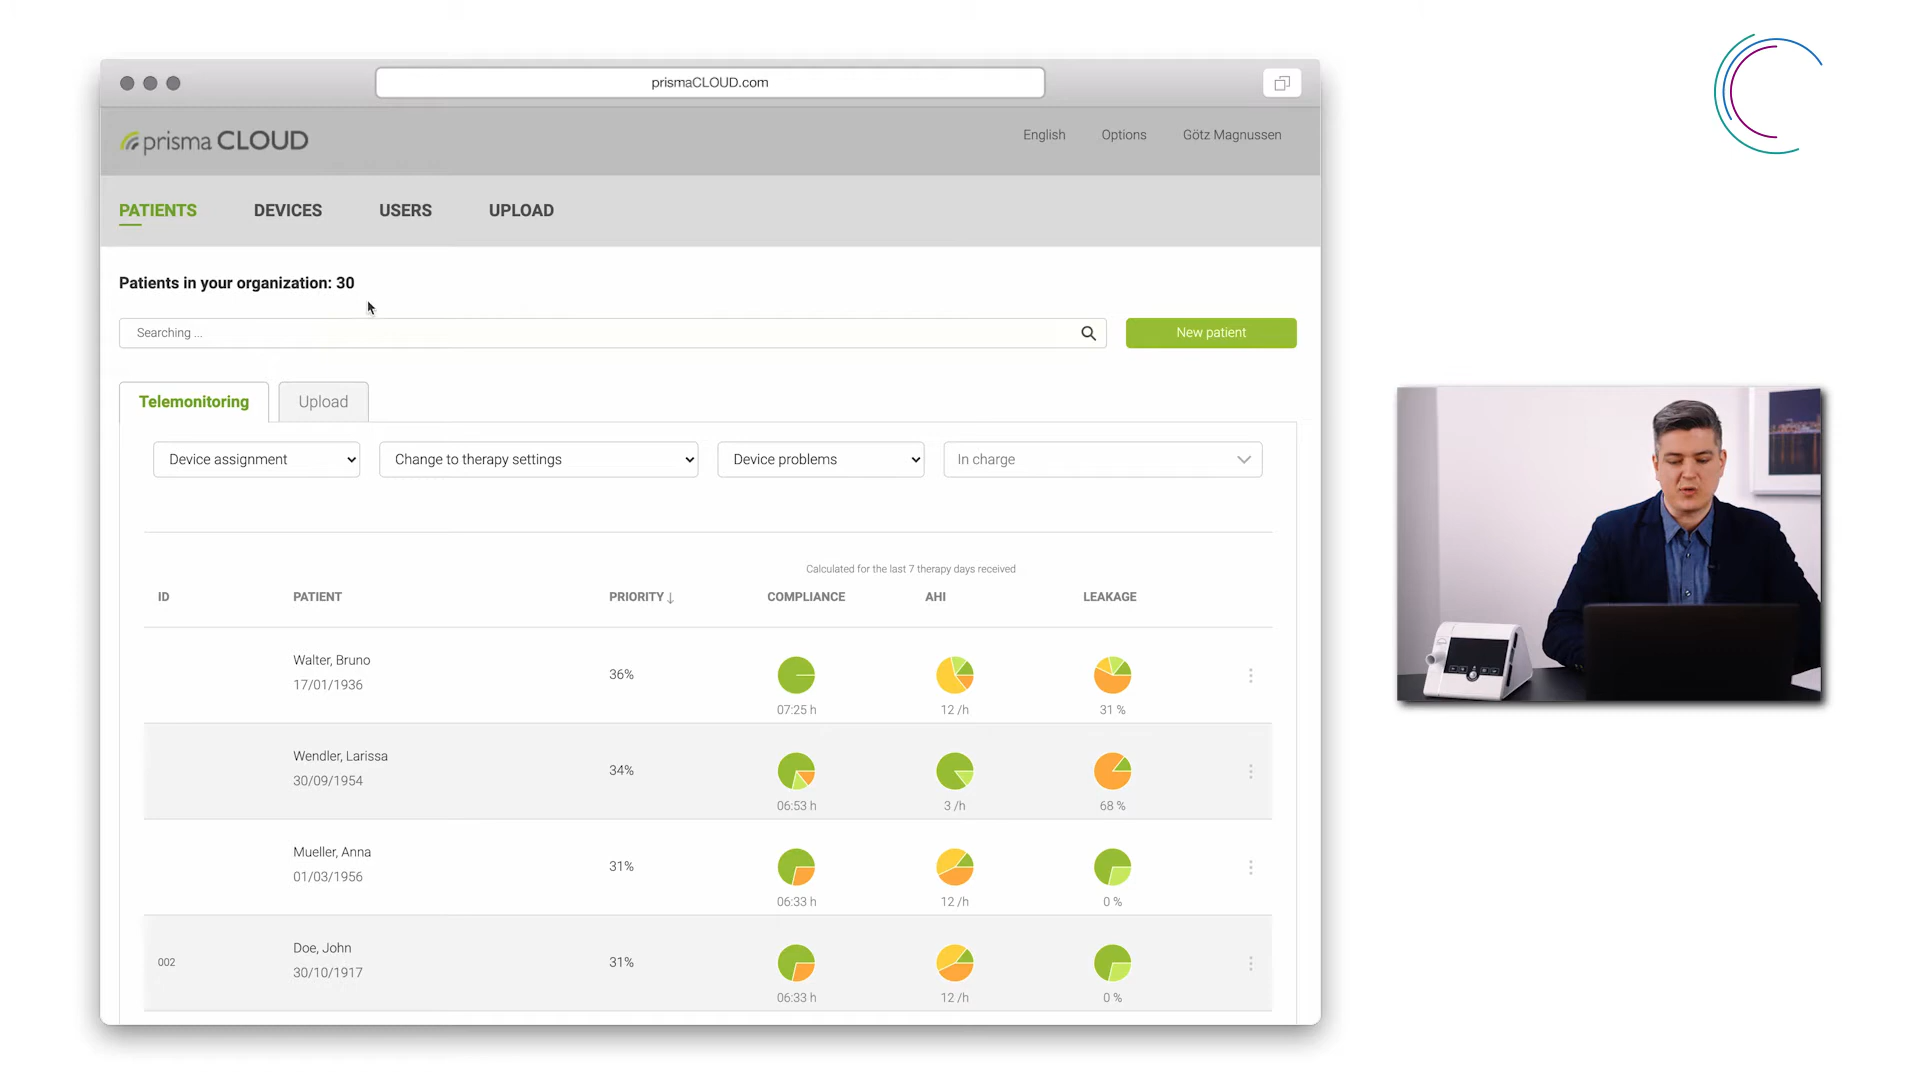 prismaCLOUD.com
prisma CLOUD
English Options Götz Magnussen
PATIENTS DEVICES USERS UPLOAD
Patients in your organization: 30
Searching ...
New patient
Telemonitoring Upload
Device assignment Change to therapy settings Device problems In charge
Calculated for the last 7 therapy days received
ID PATIENT PRIORITY↓ COMPLIANCE AHI LEAKAGE
Walter, Bruno
17/01/1936
36%
07:25 h 12 /h 31 %
Wendler, Larissa
30/09/1954
34%
06:53 h 3 /h 68 %
Mueller, Anna
01/03/1956
31%
06:33 h 12 /h 0 %
002
Doe, John
30/10/1917
31%
06:33 h 12 /h 0 %